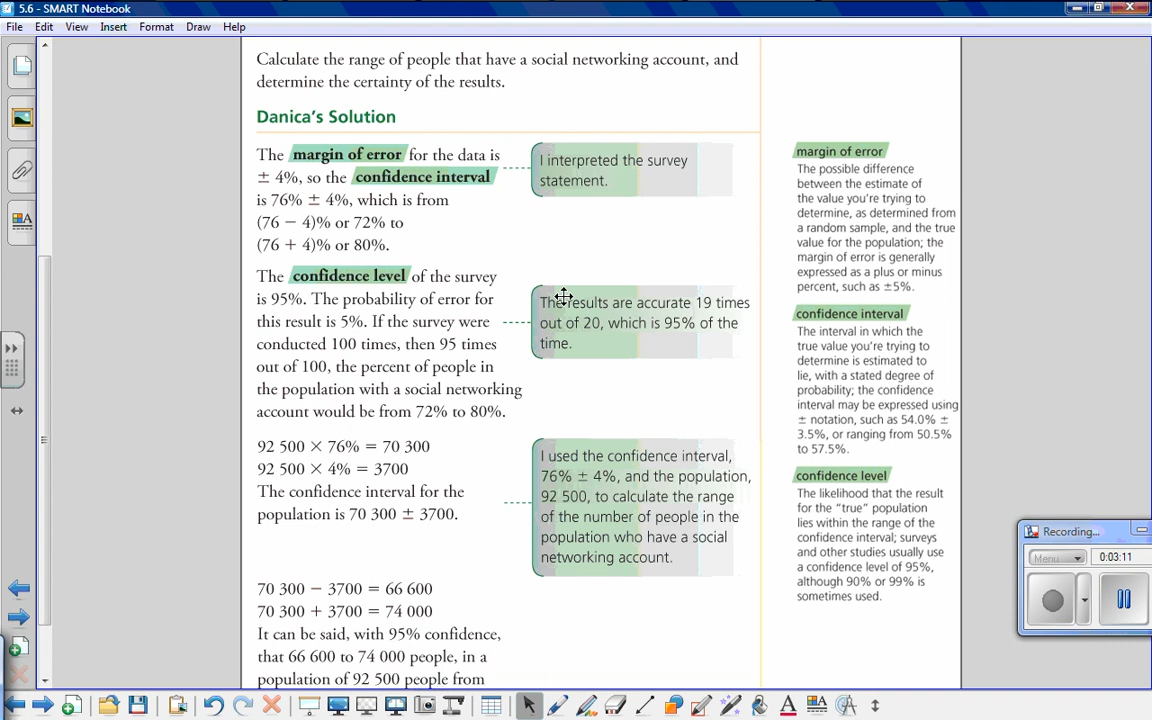 5.6 - SMART Notebook
File Edit View Insert Format Draw Help
Calculate the range of people that have a social networking account, and
determine the certainty of the results.
Danica's Solution
The margin of error for the data is
± 4%, so the confidence interval
is 76% ± 4%, which is from
(76 − 4)% or 72% to
(76 + 4)% or 80%.
I interpreted the survey
statement.
The confidence level of the survey
is 95%. The probability of error for
this result is 5%. If the survey were
conducted 100 times, then 95 times
out of 100, the percent of people in
the population with a social networking
account would be from 72% to 80%.
The results are accurate 19 times
out of 20, which is 95% of the
time.
92 500 × 76% = 70 300
92 500 × 4% = 3700
The confidence interval for the
population is 70 300 ± 3700.
I used the confidence interval,
76% ± 4%, and the population,
92 500, to calculate the range
of the number of people in the
population who have a social
networking account.
70 300 − 3700 = 66 600
70 300 + 3700 = 74 000
It can be said, with 95% confidence,
that 66 600 to 74 000 people, in a
population of 92 500 people from
margin of error
The possible difference
between the estimate of
the value you're trying to
determine, as determined from
a random sample, and the true
value for the population; the
margin of error is generally
expressed as a plus or minus
percent, such as ±5%.
confidence interval
The interval in which the
true value you're trying to
determine is estimated to
lie, with a stated degree of
probability; the confidence
interval may be expressed using
± notation, such as 54.0% ±
3.5%, or ranging from 50.5%
to 57.5%.
confidence level
The likelihood that the result
for the "true" population
lies within the range of the
confidence interval; surveys
and other studies usually use
a confidence level of 95%,
although 90% or 99% is
sometimes used.
Recording...
Menu
0:03:11